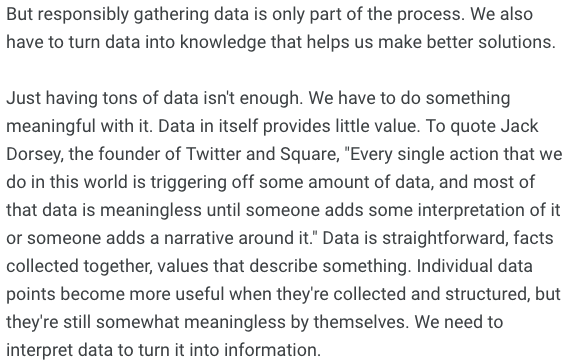 But responsibly gathering data is only part of the process. We also
have to turn data into knowledge that helps us make better solutions.
Just having tons of data isn't enough. We have to do something
meaningful with it. Data in itself provides little value. To quote Jack
Dorsey, the founder of Twitter and Square, "Every single action that we
do in this world is triggering off some amount of data, and most of
that data is meaningless until someone adds some interpretation of it
or someone adds a narrative around it." Data is straightforward, facts
collected together, values that describe something. Individual data
points become more useful when they're collected and structured, but
they're still somewhat meaningless by themselves. We need to
interpret data to turn it into information.